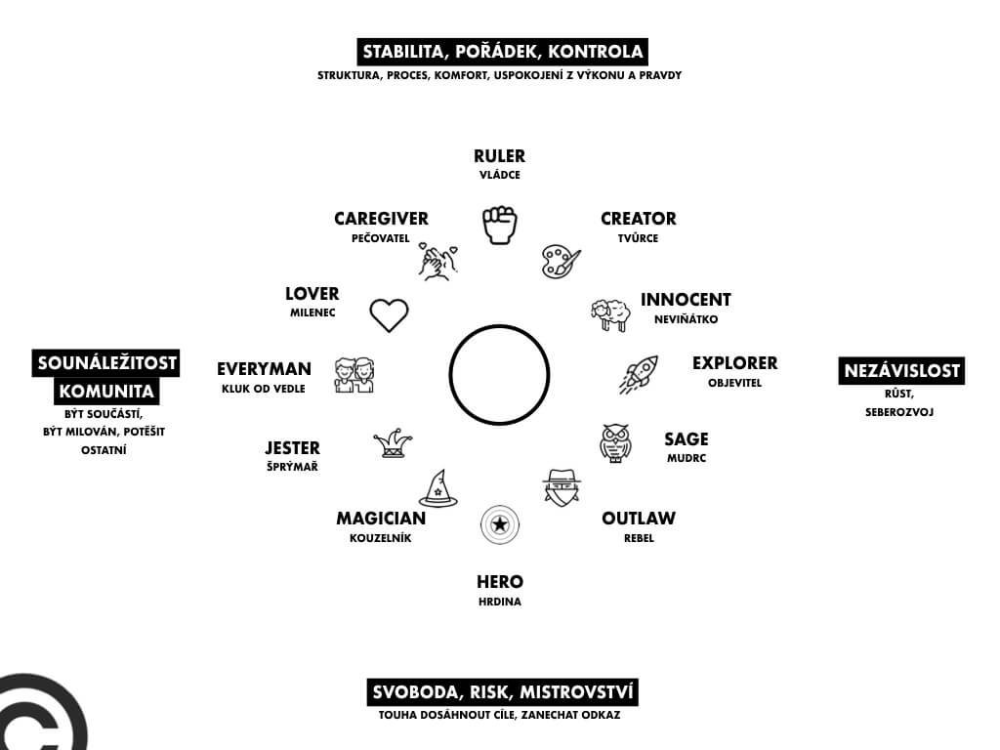 STABILITA, POŘÁDEK, KONTROLA
STRUKTURA, PROCES, KOMFORT, USPOKOJENÍ Z VÝKONU A PRAVDY
RULER
VLÁDCE
CAREGIVER
PEČOVATEL
CREATOR
TVŮRCE
LOVER
MILENEC
INNOCENT
NEVIŇÁTKO
SOUNÁLEŽITOST
KOMUNITA
BÝT SOUČÁSTÍ,
BÝT MILOVÁN, POTĚŠIT
OSTATNÍ
EVERYMAN
KLUK OD VEDLE
EXPLORER
OBJEVITEL
NEZÁVISLOST
RŮST,
SEBEROZVOJ
JESTER
ŠPRÝMAŘ
SAGE
MUDRC
MAGICIAN
KOUZELNÍK
OUTLAW
REBEL
HERO
HRDINA
SVOBODA, RISK, MISTROVSTVÍ
TOUHA DOSÁHNOUT CÍLE, ZANECHAT ODKAZ